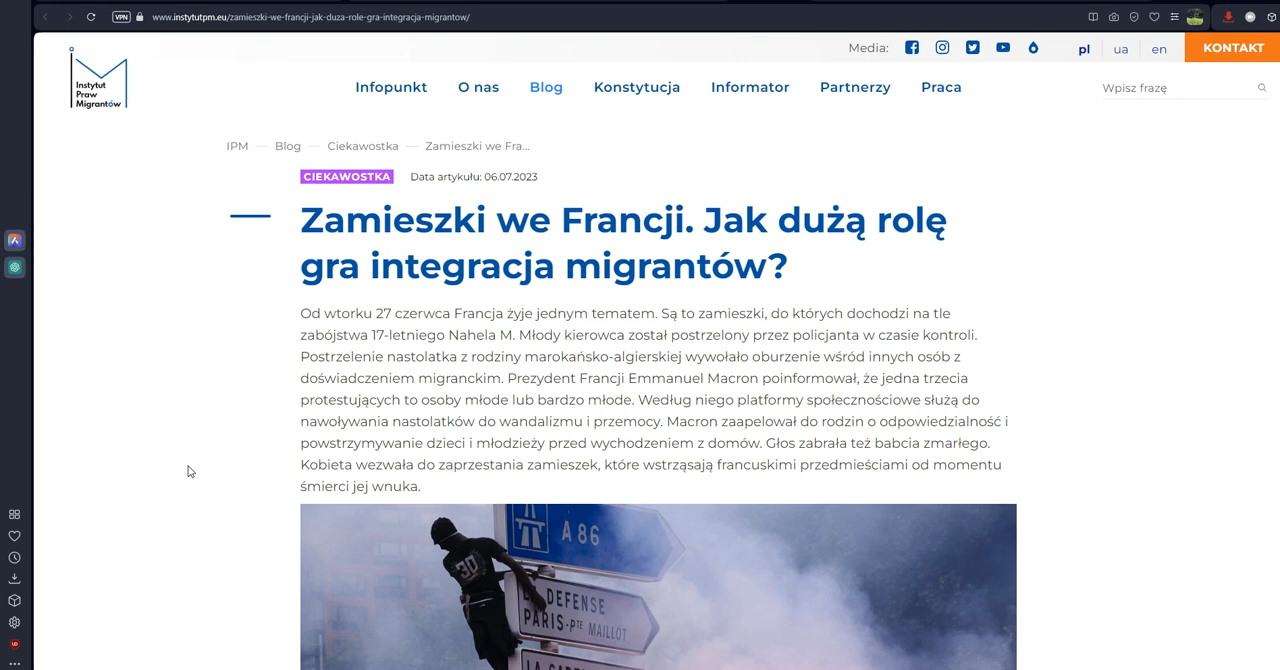 VPN
www.instytutpm.eu/zamieszki-we-francji-jak-duza-role-gra-integracja-migrantow/
Media:
pl
ua
en
KONTAKT
Instytut
Praw
Migrantów
Infopunkt
O nas
Blog
Konstytucja
Informator
Partnerzy
Praca
Wpisz frazę
IPM — Blog — Ciekawostka — Zamieszki we Fra...
CIEKAWOSTKA
Data artykułu: 06.07.2023
Zamieszki we Francji. Jak dużą rolę
gra integracja migrantów?
Od wtorku 27 czerwca Francja żyje jednym tematem. Są to zamieszki, do których dochodzi na tle
zabójstwa 17-letniego Nahela M. Młody kierowca został postrzelony przez policjanta w czasie kontroli.
Postrzelenie nastolatka z rodziny marokańsko-algierskiej wywołało oburzenie wśród innych osób z
doświadczeniem migranckim. Prezydent Francji Emmanuel Macron poinformował, że jedna trzecia
protestujących to osoby młode lub bardzo młode. Według niego platformy społecznościowe służą do
nawoływania nastolatków do wandalizmu i przemocy. Macron zaapelował do rodzin o odpowiedzialność i
powstrzymywanie dzieci i młodzieży przed wychodzeniem z domów. Głos zabrała też babcia zmarłego.
Kobieta wezwała do zaprzestania zamieszek, które wstrząsają francuskimi przedmieściami od momentu
śmierci jej wnuka.
A 86
30
LA DEFENSE
PARIS-PTE MAILLOT